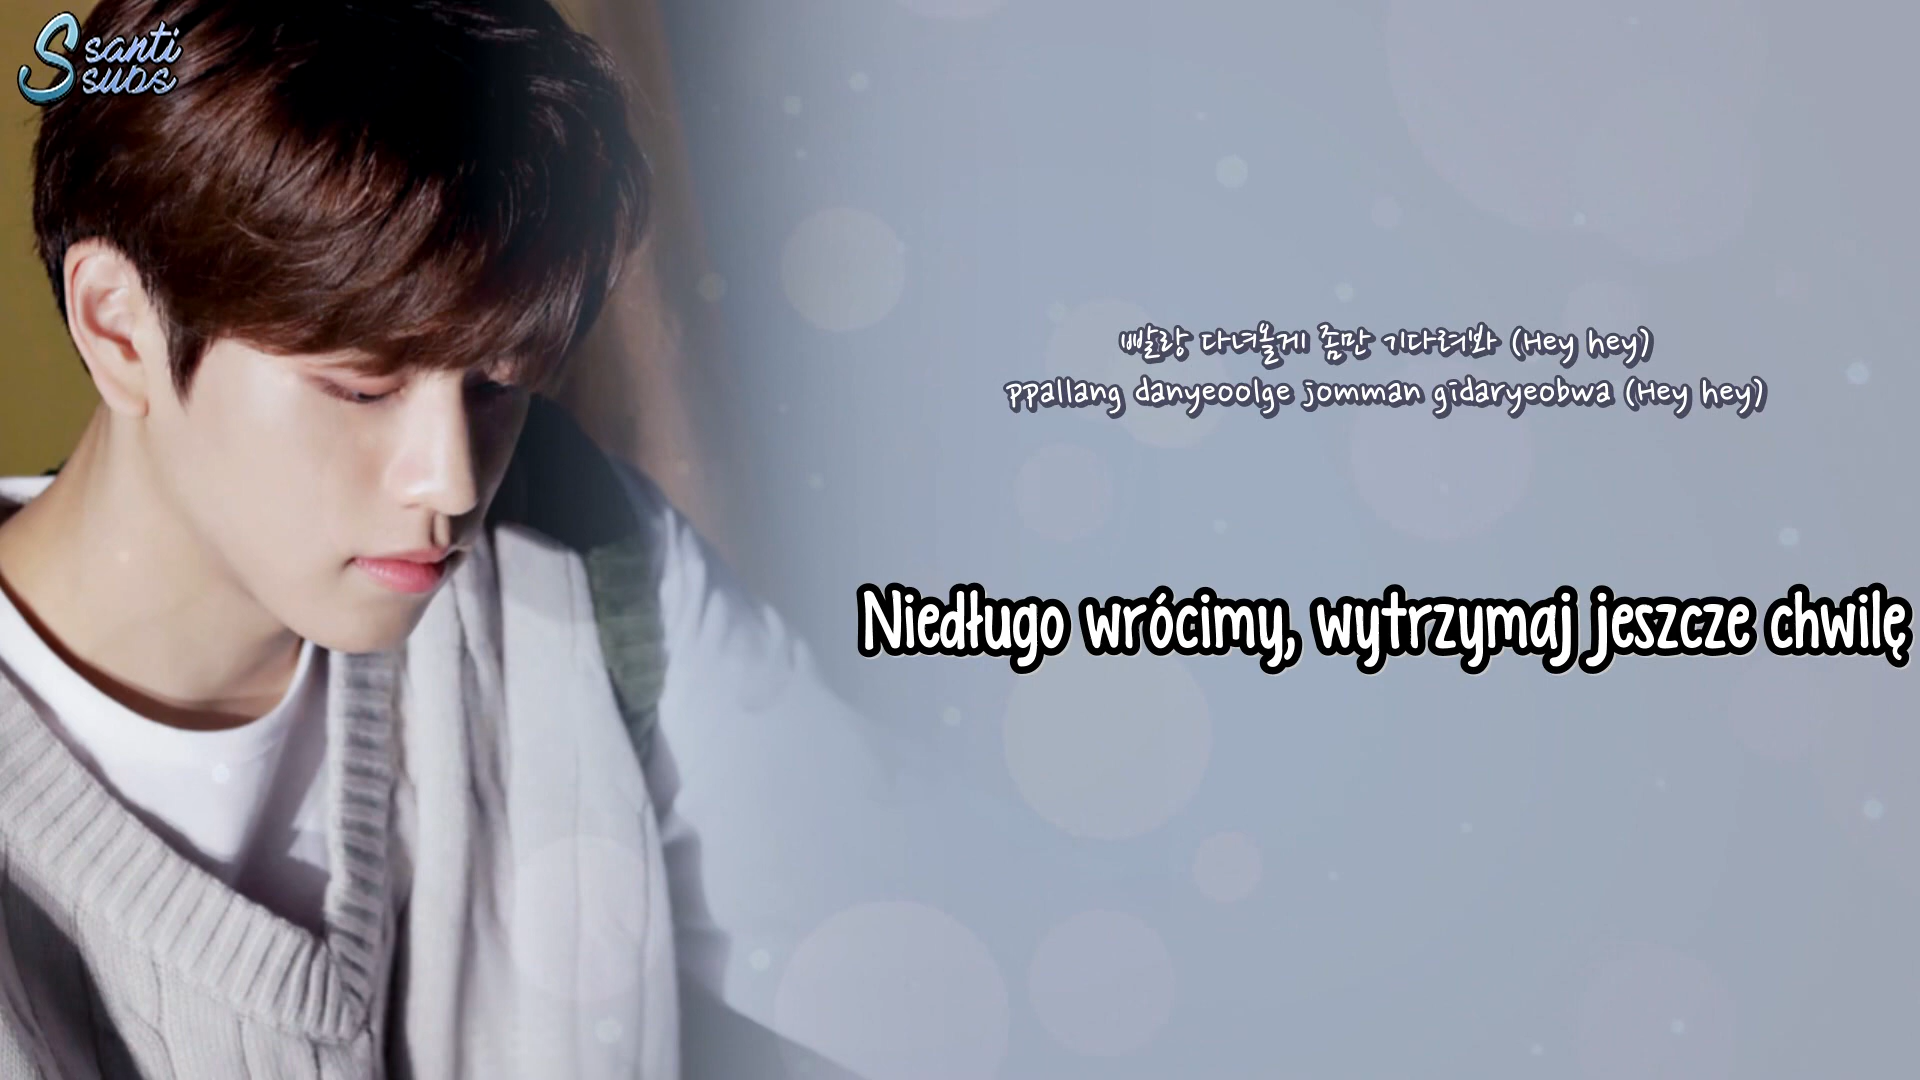 Ssanti
subs
빨랑 다녀올게 좀만 기다려봐 (Hey hey)
ppallang danyeoolge jomman gidaryeobwa (Hey hey)
Niedługo wrócimy, wytrzymaj jeszcze chwilę